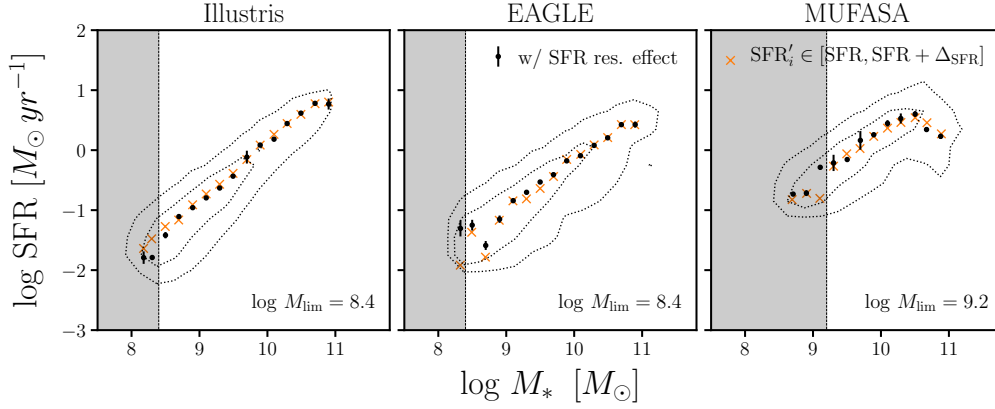 Illustris EAGLE MUFASA
w/ SFR res. effect
SFR′ᵢ ∈ [SFR, SFR + Δ_SFR]
log SFR [M⊙ yr⁻¹]
2
1
0
−1
−2
−3
log M_lim = 8.4
log M_lim = 8.4
log M_lim = 9.2
8 9 10 11 8 9 10 11 8 9 10 11
log M∗ [M⊙]